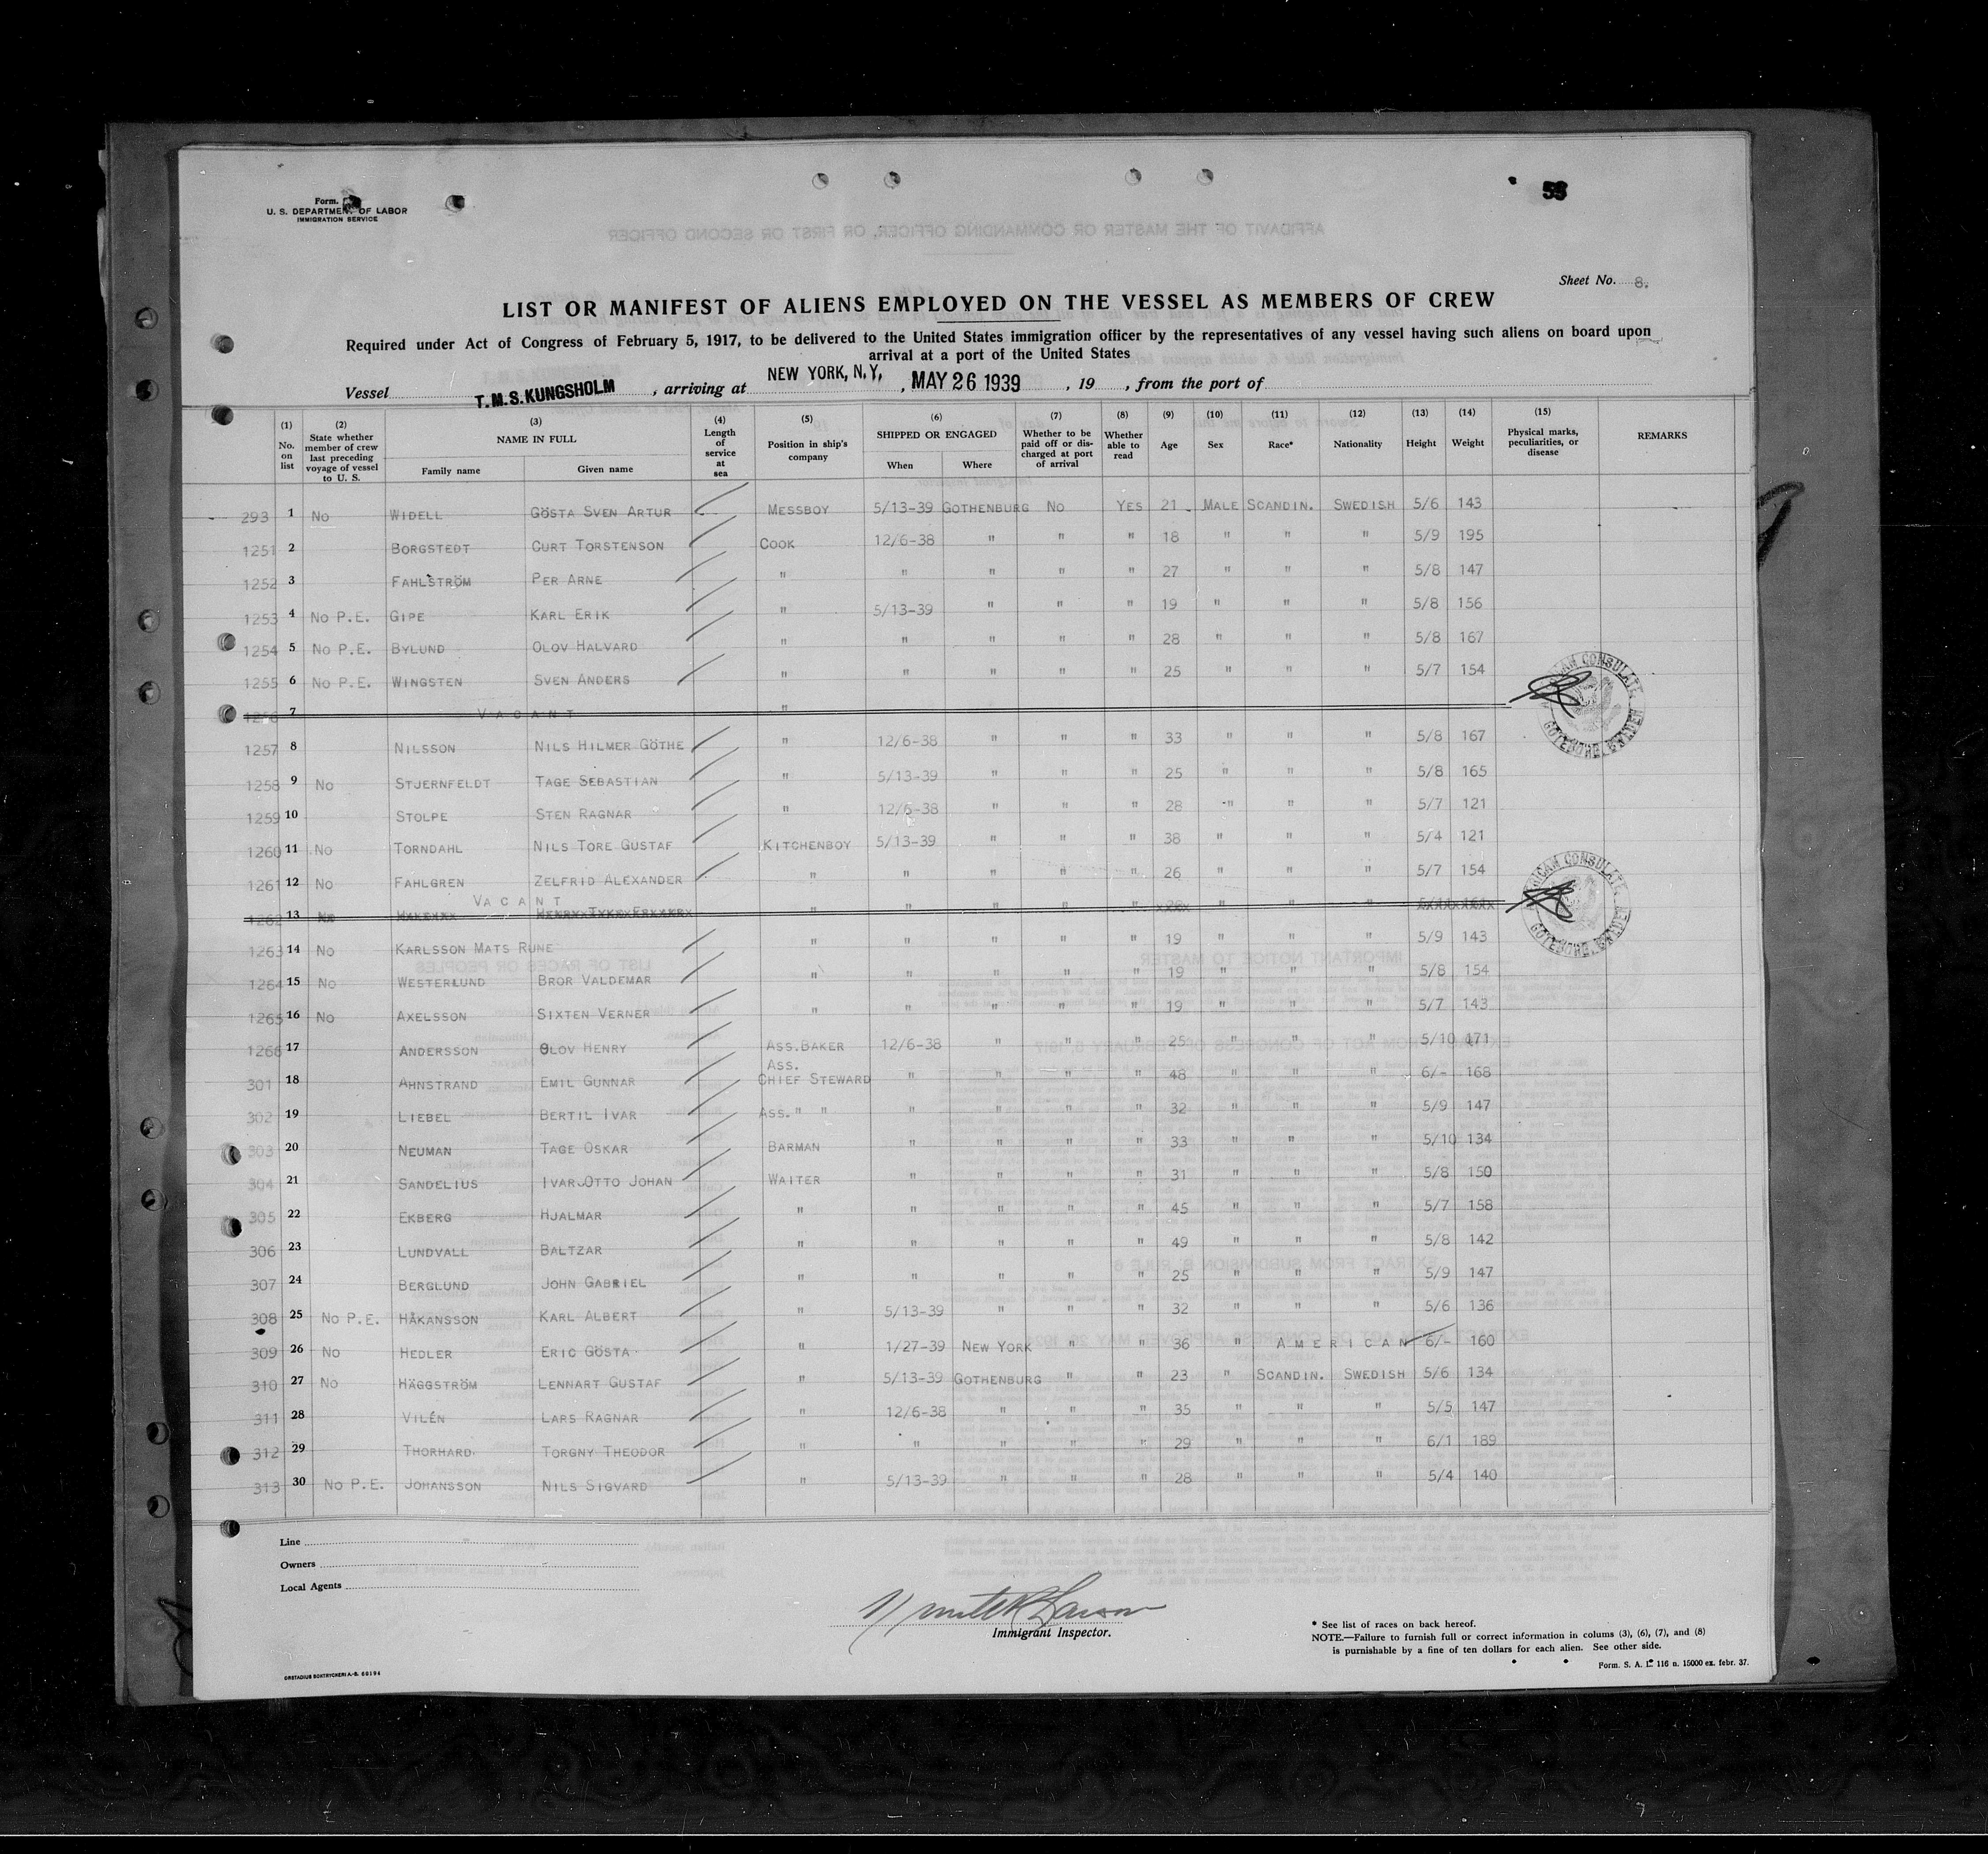 53
Form.
U. S. DEPARTMENT OF LABOR
IMMIGRATION SERVICE
Sheet No. 8.
LIST OR MANIFEST OF ALIENS EMPLOYED ON THE VESSEL AS MEMBERS OF CREW
Required under Act of Congress of February 5, 1917, to be delivered to the United States immigration officer by the representatives of any vessel having such aliens on board upon
arrival at a port of the United States
Vessel T.M.S. KUNGSHOLM, arriving at NEW YORK, N.Y., MAY 26 1939, 19 , from the port of
(1) No. on list (2) State whether member of crew last preceding voyage of vessel to U. S. (3) NAME IN FULL Family name Given name (4) Length of service at sea (5) Position in ship's company (6) SHIPPED OR ENGAGED When Where (7) Whether to be paid off or discharged at port of arrival (8) Whether able to read (9) Age (10) Sex (11) Race* (12) Nationality (13) Height (14) Weight (15) Physical marks, peculiarities, or disease REMARKS
293 1 No WIDELL GÖSTA SVEN ARTUR MESSBOY 5/13-39 GOTHENBURG No YES 21 MALE SCANDIN. SWEDISH 5/6 143
1251 2 BORGSTEDT CURT TORSTENSON COOK 12/6-38 " " " 18 " " " 5/9 195
1252 3 FAHLSTRÖM PER ARNE " " " " " 27 " " " 5/8 147
1253 4 No P.E. GIPE KARL ERIK " 5/13-39 " " " 19 " " " 5/8 156
1254 5 No P.E. BYLUND OLOV HALVARD " " " " " 28 " " " 5/8 167
1255 6 No P.E. WINGSTEN SVEN ANDERS " " " " " 25 " " " 5/7 154
1256 7 VACANT "
1257 8 NILSSON NILS HILMER GÖTHE " 12/6-38 " " " 33 " " " 5/8 167
1258 9 No STJERNFELDT TAGE SEBASTIAN " 5/13-39 " " " 25 " " " 5/8 165
1259 10 STOLPE STEN RAGNAR " 12/6-38 " " " 28 " " " 5/7 121
1260 11 No TORNDAHL NILS TORE GUSTAF KITCHENBOY 5/13-39 " " " 38 " " " 5/4 121
1261 12 No FAHLGREN ZELFRID ALEXANDER " " " " " 26 " " " 5/7 154
1262 13 VACANT " " " " " " " "
1263 14 No KARLSSON MATS RUNE " " " " " 19 " " " 5/9 143
1264 15 No WESTERLUND BROR VALDEMAR " " " " " 19 " " " 5/8 154
1265 16 No AXELSSON SIXTEN VERNER " " " " " 19 " " " 5/7 143
1266 17 ANDERSSON OLOV HENRY ASS. BAKER 12/6-38 " " " 25 " " " 5/10 171
301 18 AHNSTRAND EMIL GUNNAR ASS. CHIEF STEWARD " " " " 48 " " " 6/- 168
302 19 LIEBEL BERTIL IVAR ASS. " " " " " " 32 " " " 5/9 147
303 20 NEUMAN TAGE OSKAR BARMAN " " " " 33 " " " 5/10 134
304 21 SANDELIUS IVAR OTTO JOHAN WAITER " " " " 31 " " " 5/8 150
305 22 EKBERG HJALMAR " " " " " 45 " " " 5/7 158
306 23 LUNDVALL BALTZAR " " " " " 49 " " " 5/8 142
307 24 BERGLUND JOHN GABRIEL " " " " " 25 " " " 5/9 147
308 25 No P.E. HÅKANSSON KARL ALBERT " 5/13-39 " " " 32 " " " 5/6 136
309 26 No HEDLER ERIC GÖSTA " 1/27-39 NEW YORK " " 36 " AMERICAN 6/- 160
310 27 No HÄGGSTRÖM LENNART GUSTAF " 5/13-39 GOTHENBURG " " 23 " SCANDIN. SWEDISH 5/6 134
311 28 VILÉN LARS RAGNAR " 12/6-38 " " " 35 " " " 5/5 147
312 29 THORHARD TORGNY THEODOR " " " " " 29 " " " 6/1 189
313 30 No P.E. JOHANSSON NILS SIGVARD " 5/13-39 " " " 28 " " " 5/4 140
AMERICAN CONSULATE GOTEBORG, SWEDEN
AMERICAN CONSULATE GOTEBORG, SWEDEN
Line
Owners
Local Agents
Immigrant Inspector.
* See list of races on back hereof.
NOTE.—Failure to furnish full or correct information in colums (3), (6), (7), and (8)
is purnishable by a fine of ten dollars for each alien. See other side.
Form. S. A. L. 116 n. 15000 ex. febr. 37.